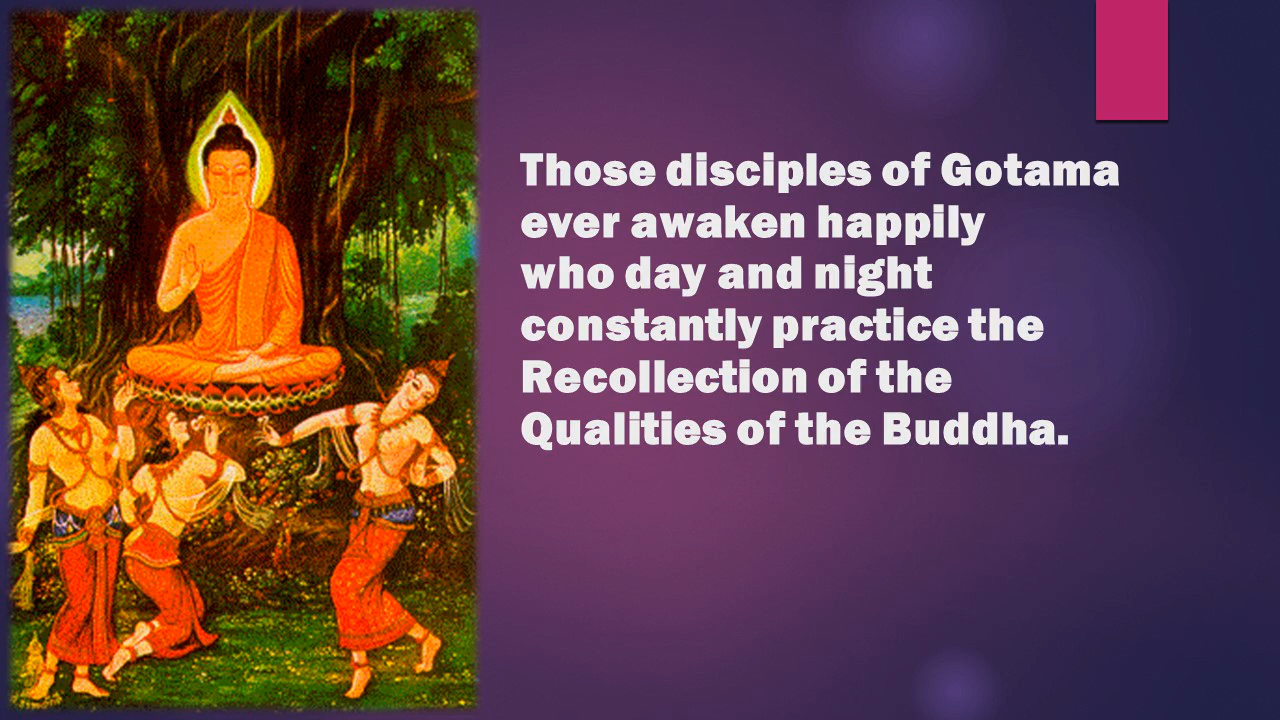 Those disciples of Gotama
ever awaken happily
who day and night
constantly practice the
Recollection of the
Qualities of the Buddha.